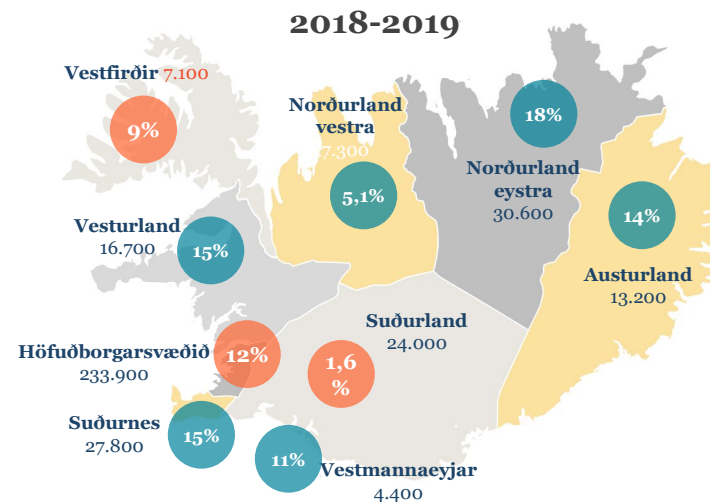 2018-2019
Vestfirðir 7.100
9%
Norðurland
vestra
7.300
5,1%
18%
Norðurland
eystra
30.600
14%
Austurland
13.200
Vesturland
16.700
15%
Suðurland
24.000
1,6
%
Höfuðborgarsvæðið
233.900
12%
Suðurnes
27.800
15%
11%
Vestmannaeyjar
4.400